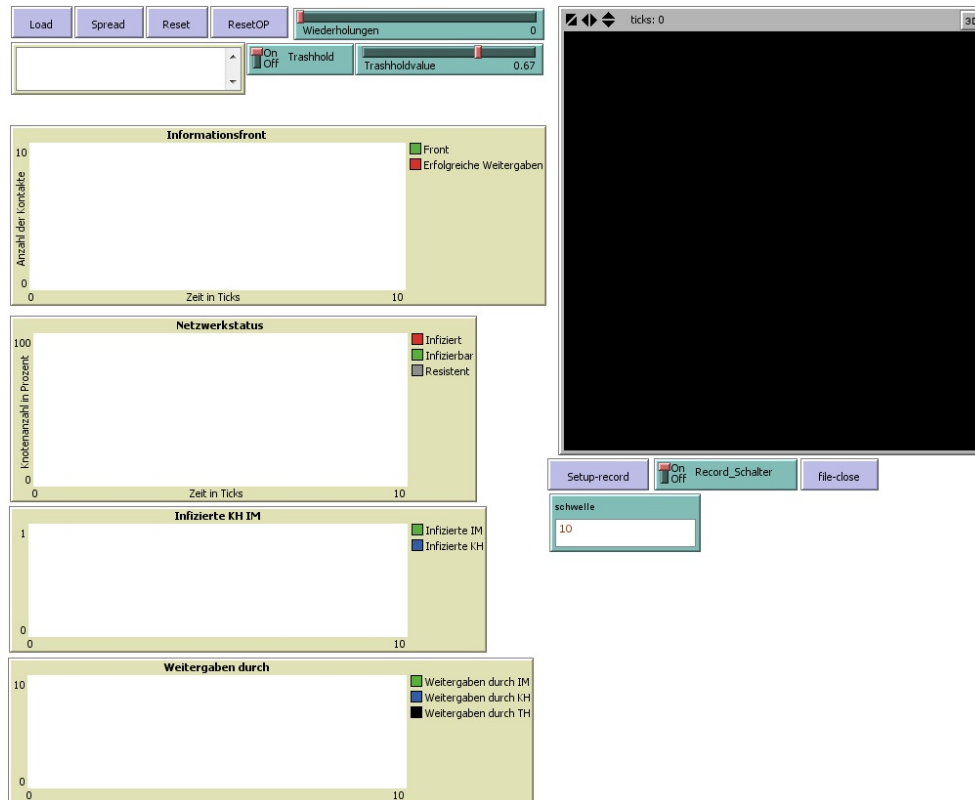 Load
Spread
Reset
ResetOP
Wiederholungen 0
On
Off
Trashhold
Trashholdvalue 0.67
Informationsfront
10
Anzahl der Kontakte
0
0
Zeit in Ticks
10
Front
Erfolgreiche Weitergaben
Netzwerkstatus
100
Knotenanzahl in Prozent
0
0
Zeit in Ticks
10
Infiziert
Infizierbar
Resistent
Infizierte KH IM
1
0
0
10
Infizierte IM
Infizierte KH
Weitergaben durch
10
0
0
10
Weitergaben durch IM
Weitergaben durch KH
Weitergaben durch TH
ticks: 0
3D
Setup-record
On
Off
Record_Schalter
file-close
schwelle
10